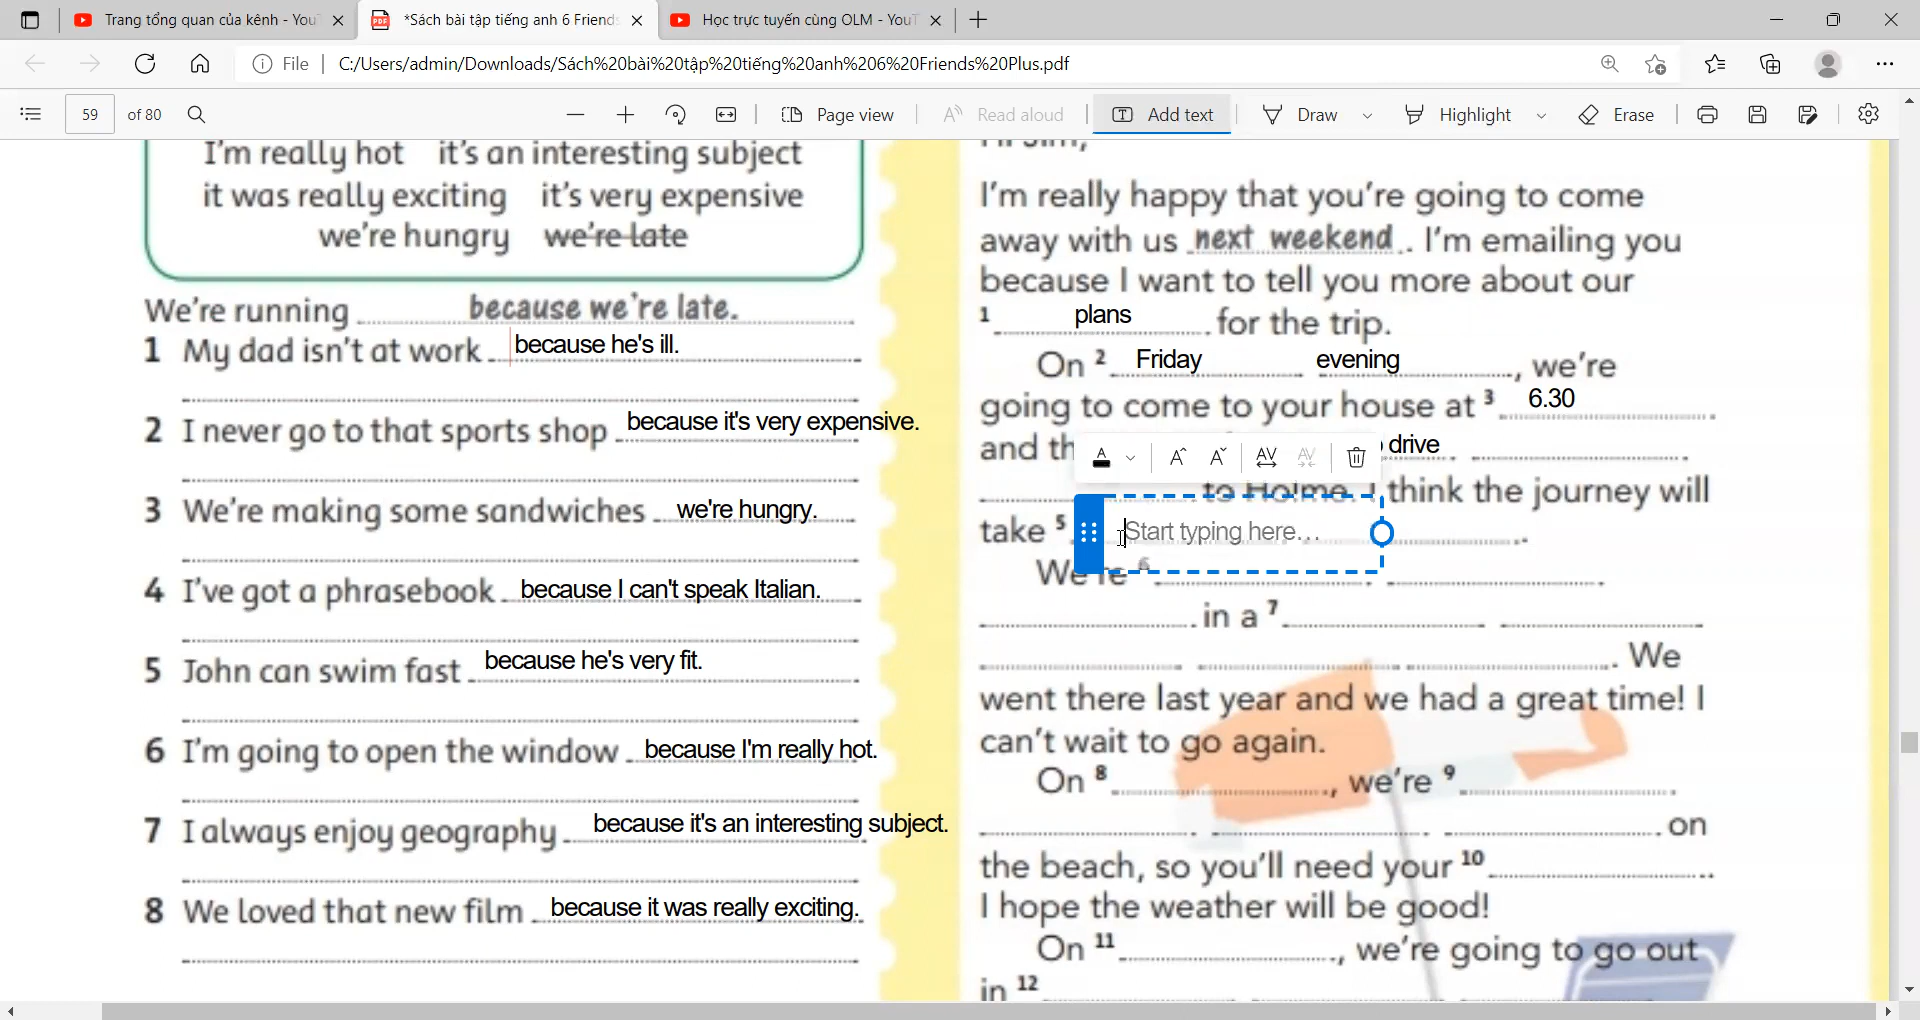 Trang tổng quan của kênh - You
*Sách bài tập tiếng anh 6 Friends
Học trực tuyến cùng OLM - YouT
File
C:/Users/admin/Downloads/Sách%20bài%20tập%20tiếng%20anh%206%20Friends%20Plus.pdf
59 of 80
Page view
Read aloud
Add text
Draw
Highlight
Erase
I'm really hot it's an interesting subject
it was really exciting it's very expensive
we're hungry we're late
We're running because we're late.
1 My dad isn't at work because he's ill.
2 I never go to that sports shop because it's very expensive.
3 We're making some sandwiches we're hungry.
4 I've got a phrasebook because I can't speak Italian.
5 John can swim fast because he's very fit.
6 I'm going to open the window because I'm really hot.
7 I always enjoy geography because it's an interesting subject.
8 We loved that new film because it was really exciting.
I'm really happy that you're going to come
away with us next weekend. I'm emailing you
because I want to tell you more about our
1 plans for the trip.
On 2 Friday evening, we're
going to come to your house at 3 6.30
and drive
to Holme. I think the journey will
take 5 Start typing here...
We're 6
in a 7
. We
went there last year and we had a great time! I
can't wait to go again.
On 8 , we're 9
on
the beach, so you'll need your 10 .
I hope the weather will be good!
On 11 , we're going to go out
in 12